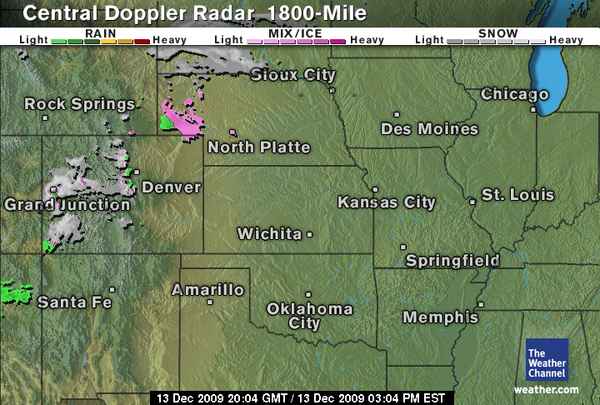 Central Doppler Radar 1800-Mile
Light RAIN Heavy
Light MIX/ICE Heavy
Light SNOW Heavy
Sioux City
Rock Springs
Chicago
Des Moines
North Platte
Denver
Grand Junction
Kansas City
St. Louis
Wichita
Springfield
Santa Fe
Amarillo
Oklahoma
City
Memphis
The
Weather
Channel
weather.com
13 Dec 2009 20:04 GMT / 13 Dec 2009 03:04 PM EST